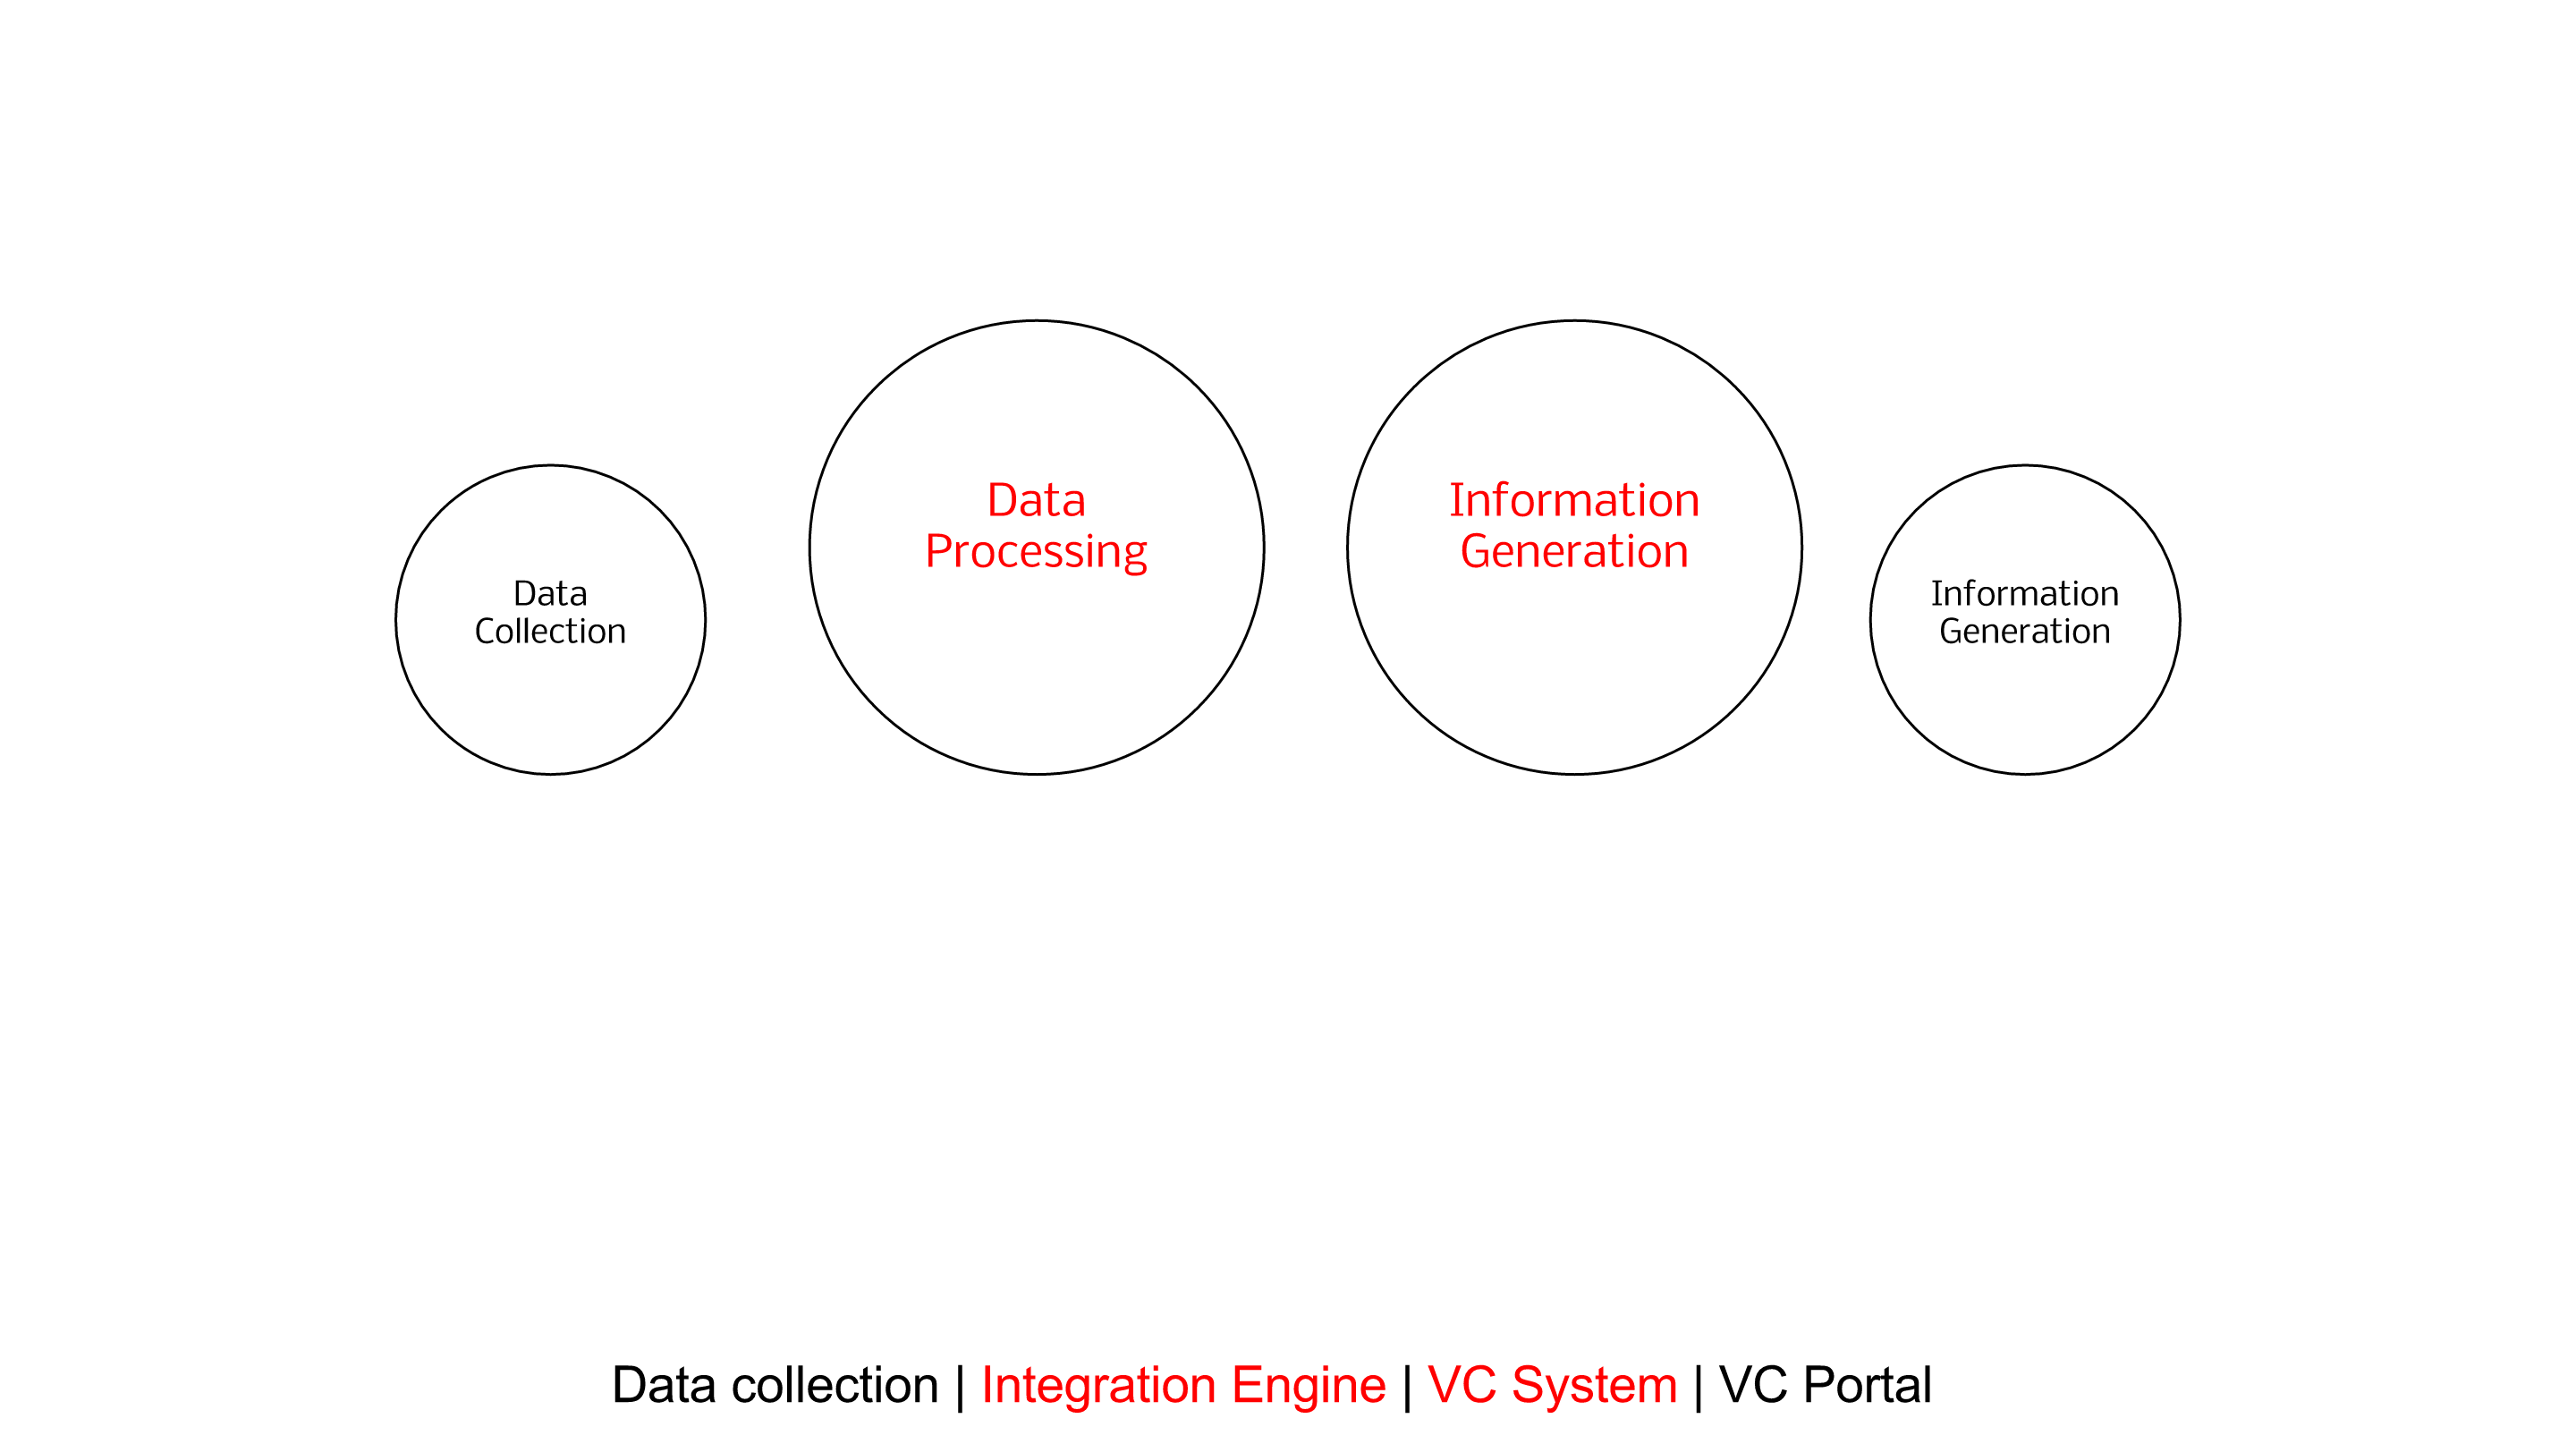 Data
Collection
Data
Processing
Information
Generation
Information
Generation
Data collection | Integration Engine | VC System | VC Portal